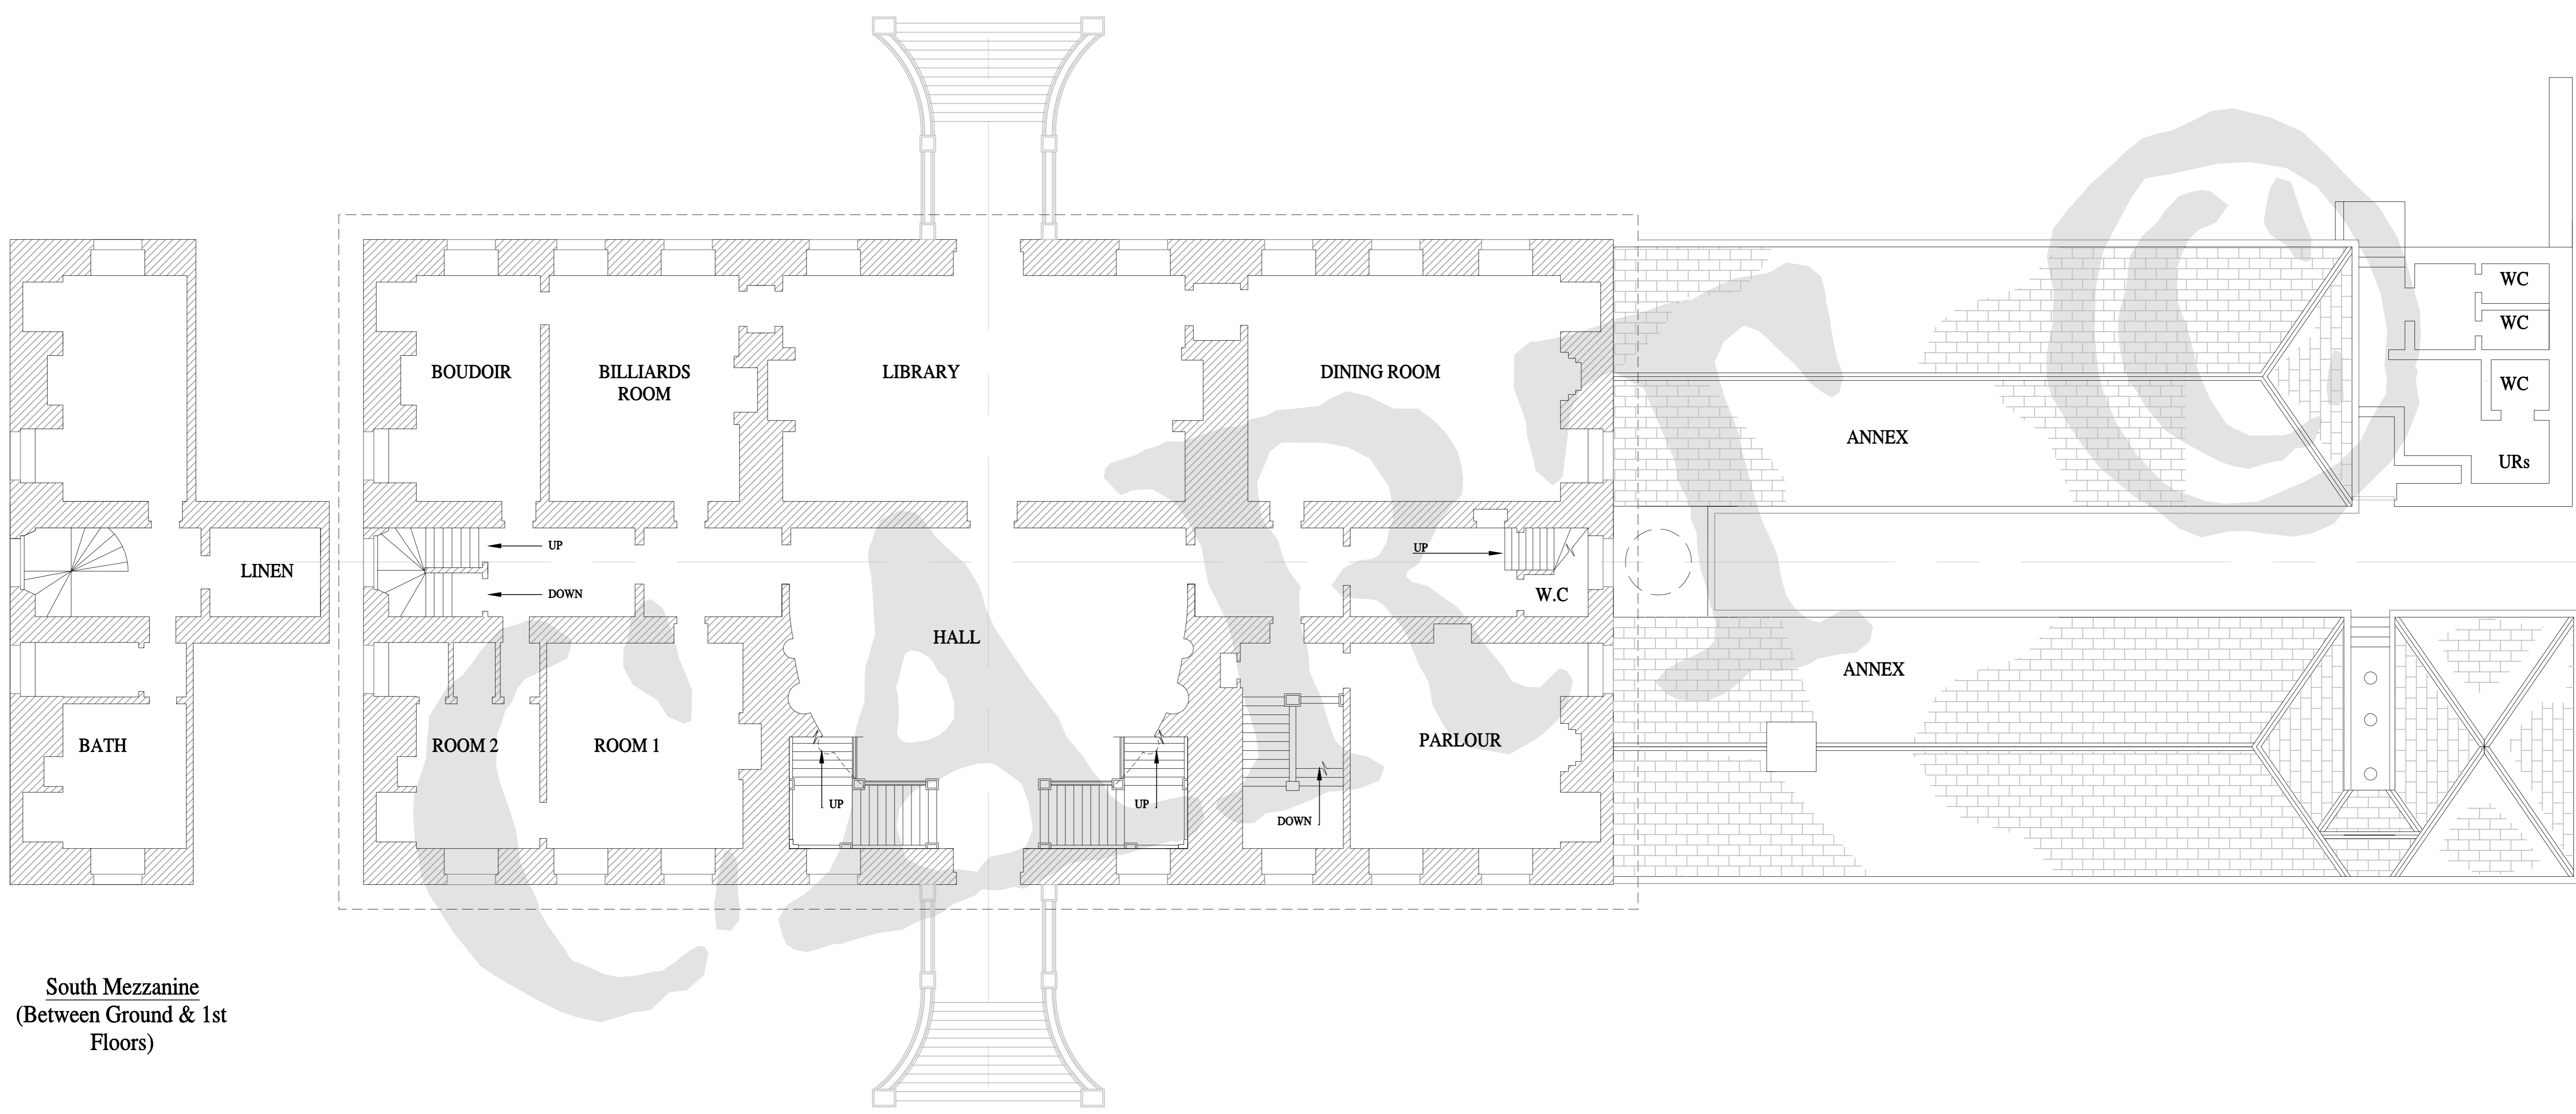 WC
WC
BOUDOIR
BILLIARDS
ROOM
LIBRARY
DINING ROOM
WC
ANNEX
URs
UP
UP
LINEN
DOWN
W.C
HALL
ANNEX
BATH
ROOM 2
ROOM 1
PARLOUR
UP
UP
DOWN
South Mezzanine
(Between Ground & 1st
Floors)
CART ©